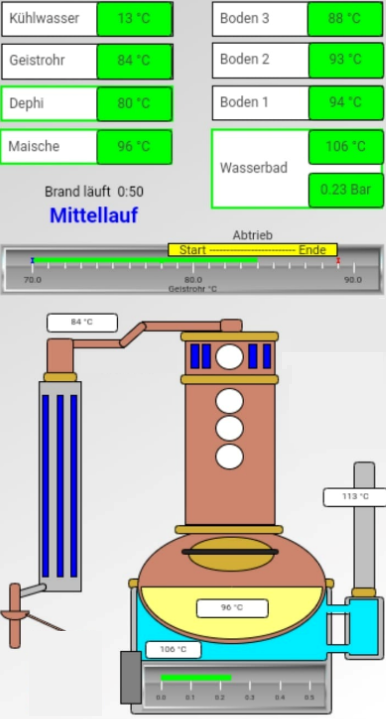 Kühlwasser 13 °C
Boden 3 88 °C
Geistrohr 84 °C
Boden 2 93 °C
Dephi 80 °C
Boden 1 94 °C
Maische 96 °C
Wasserbad 106 °C
0.23 Bar
Brand läuft 0:50
Mittellauf
Abtrieb
Start ---------------------------- Ende
70.0 80.0 90.0
Geistrohr °C
84 °C
113 °C
96 °C
106 °C
0.0 0.1 0.2 0.3 0.4 0.5